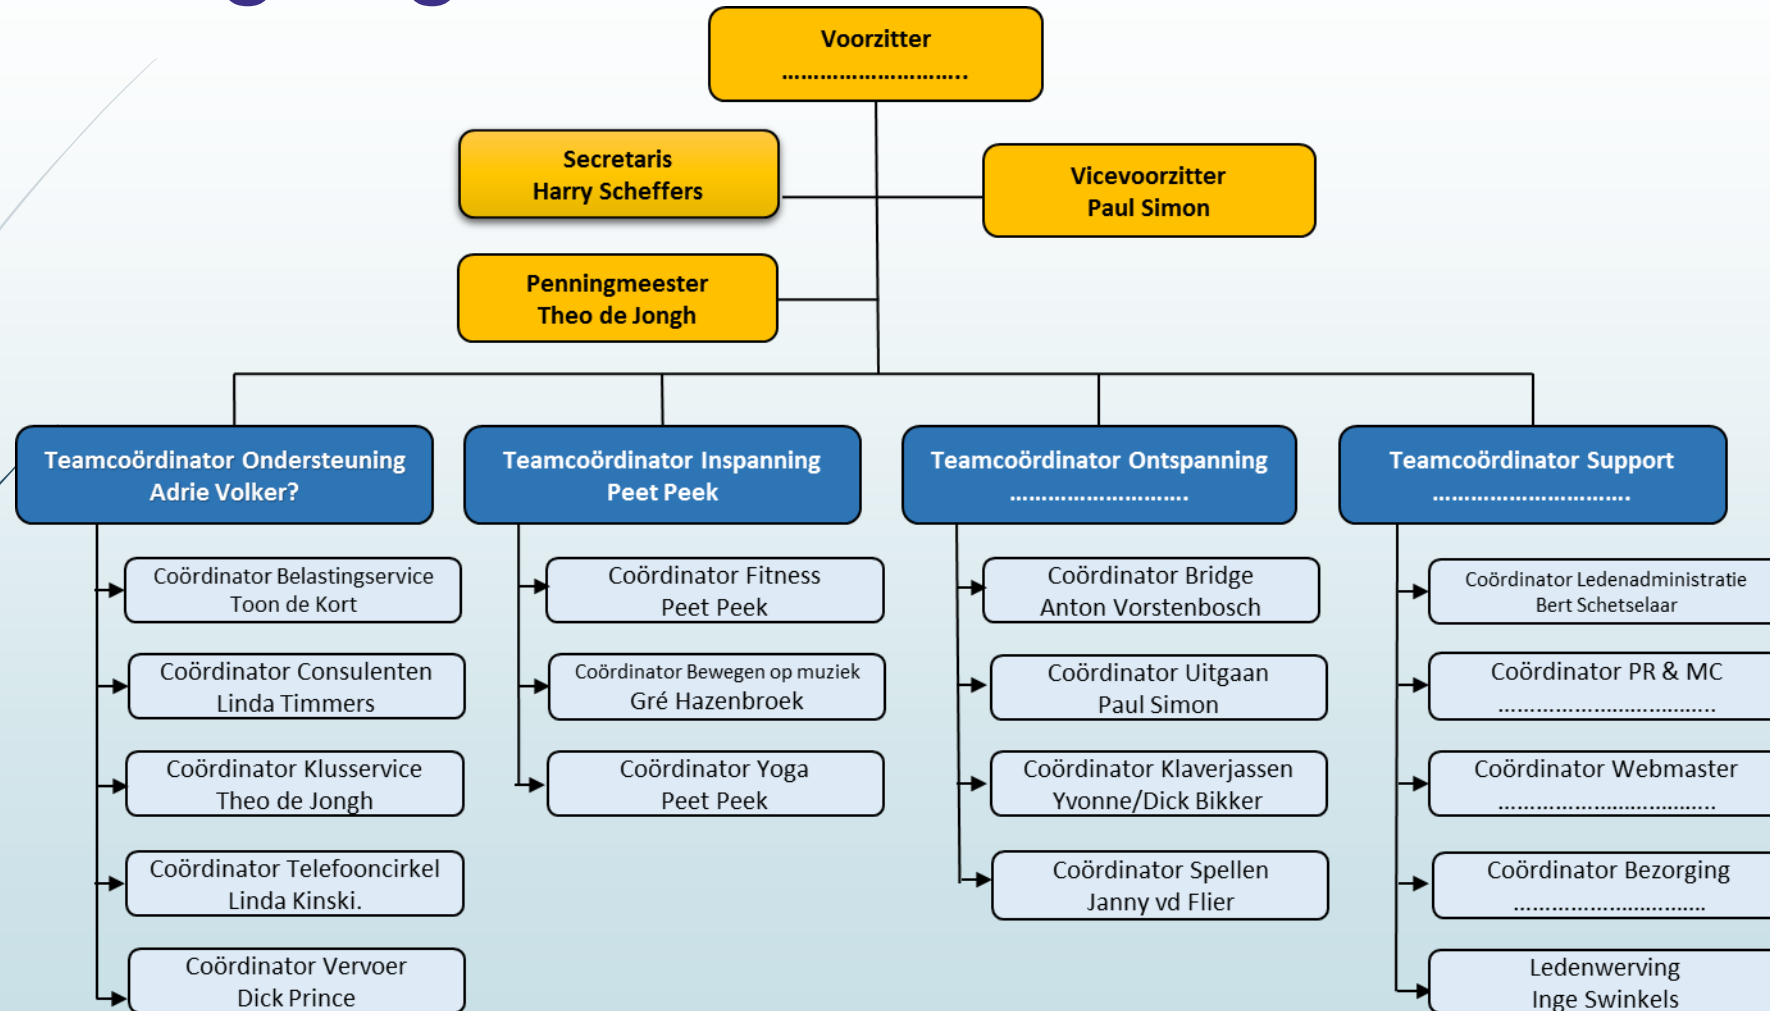 Voorzitter
………………………..
Secretaris
Harry Scheffers
Vicevoorzitter
Paul Simon
Penningmeester
Theo de Jongh
Teamcoördinator Ondersteuning
Adrie Volker?
Coördinator Belastingservice
Toon de Kort
Coördinator Consulenten
Linda Timmers
Coördinator Klusservice
Theo de Jongh
Coördinator Telefooncirkel
Linda Kinski.
Coördinator Vervoer
Dick Prince
Teamcoördinator Inspanning
Peet Peek
Coördinator Fitness
Peet Peek
Coördinator Bewegen op muziek
Gré Hazenbroek
Coördinator Yoga
Peet Peek
Teamcoördinator Ontspanning
……………………….
Coördinator Bridge
Anton Vorstenbosch
Coördinator Uitgaan
Paul Simon
Coördinator Klaverjassen
Yvonne/Dick Bikker
Coördinator Spellen
Janny vd Flier
Teamcoördinator Support
………………………….
Coördinator Ledenadministratie
Bert Schetselaar
Coördinator PR & MC
……………………………..
Coördinator Webmaster
……………………………..
Coördinator Bezorging
………………………….
Ledenwerving
Inge Swinkels